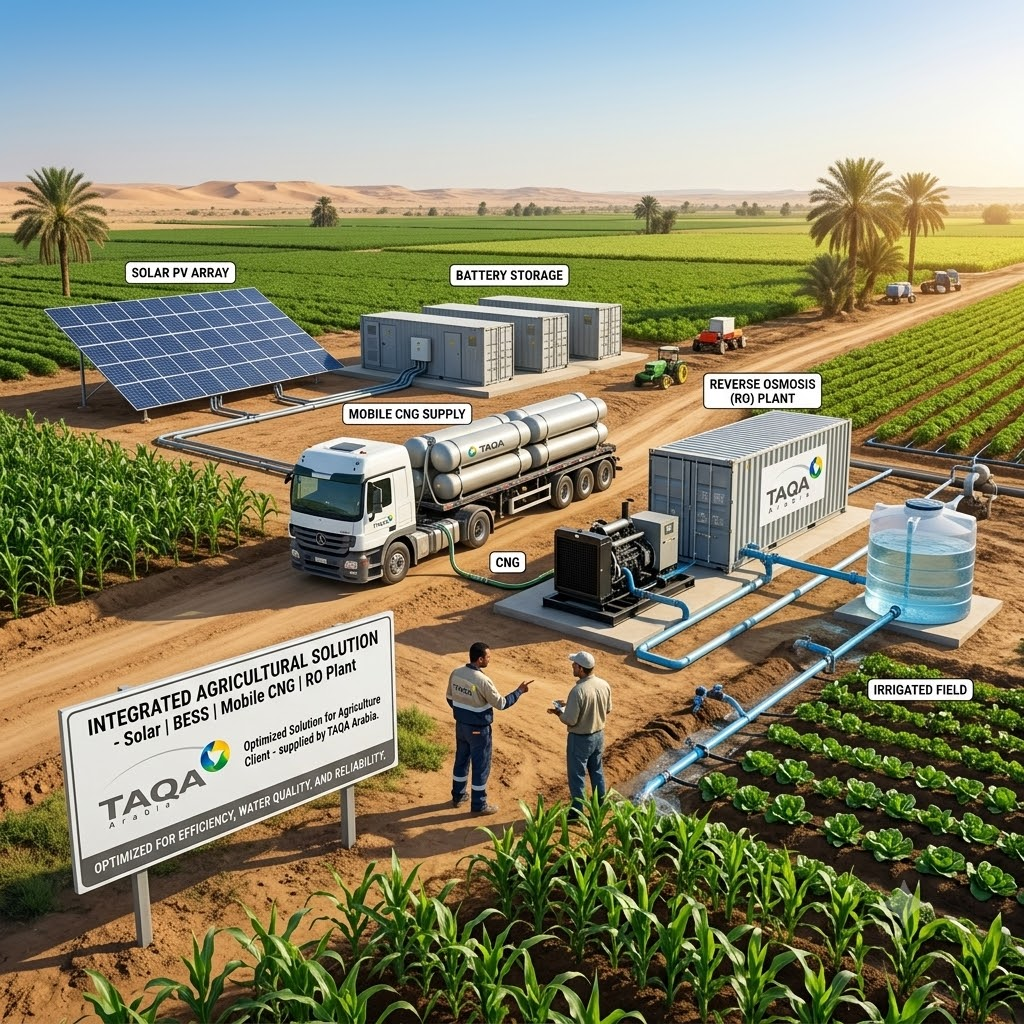 SOLAR PV ARRAY
BATTERY STORAGE
MOBILE CNG SUPPLY
REVERSE OSMOSIS
(RO) PLANT
TAQA
TAQA
Arabia
CNG
IRRIGATED FIELD
INTEGRATED AGRICULTURAL SOLUTION
- Solar | BESS | Mobile CNG | RO Plant
TAQA
Arabia
Optimized Solution for Agriculture
Client - supplied by TAQA Arabia.
OPTIMIZED FOR EFFICIENCY, WATER QUALITY, AND RELIABILITY.